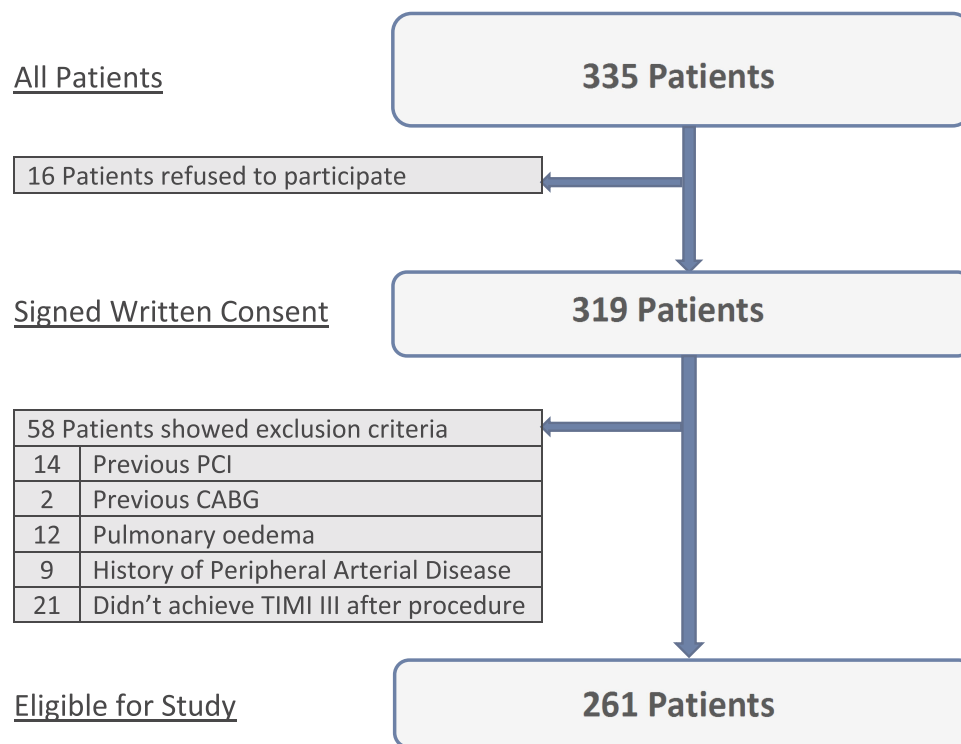 All Patients
335 Patients
16 Patients refused to participate
Signed Written Consent
319 Patients
58 Patients showed exclusion criteria
14 Previous PCI
2 Previous CABG
12 Pulmonary oedema
9 History of Peripheral Arterial Disease
21 Didn’t achieve TIMI III after procedure
Eligible for Study
261 Patients